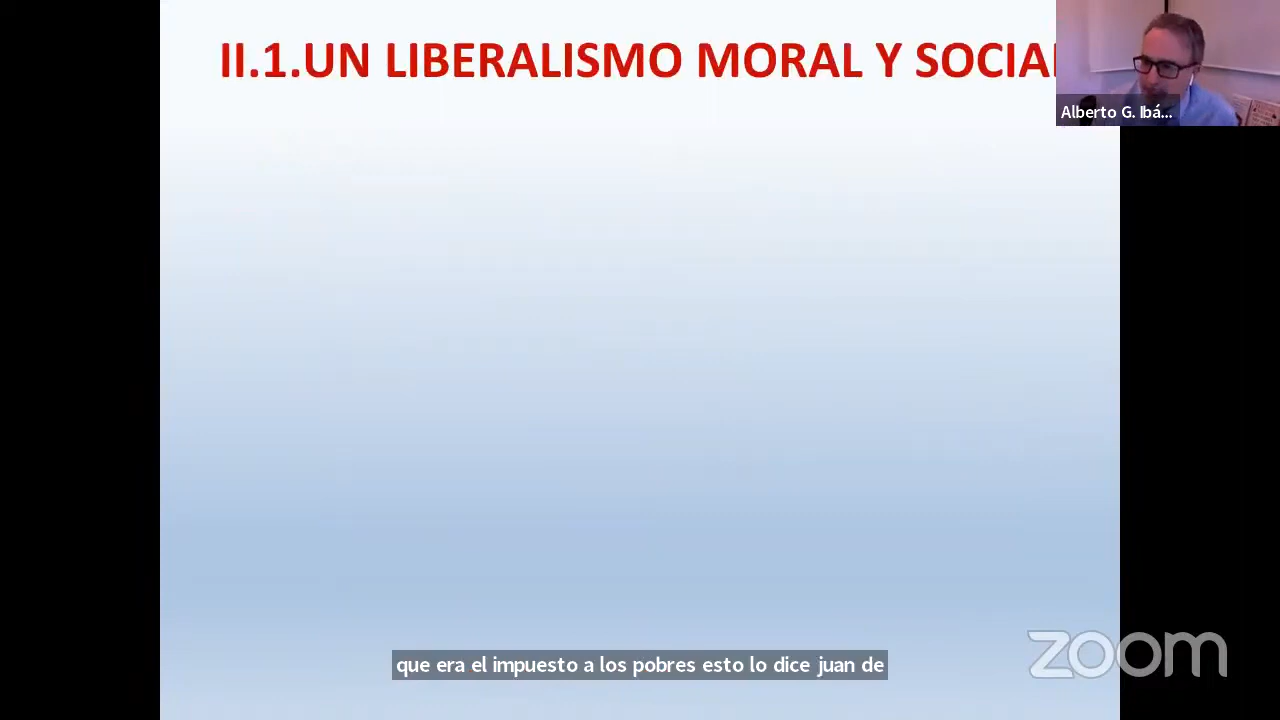 II.1.UN LIBERALISMO MORAL Y SOCIA
Alberto G. Ibá...
que era el impuesto a los pobres esto lo dice juan de
zoom